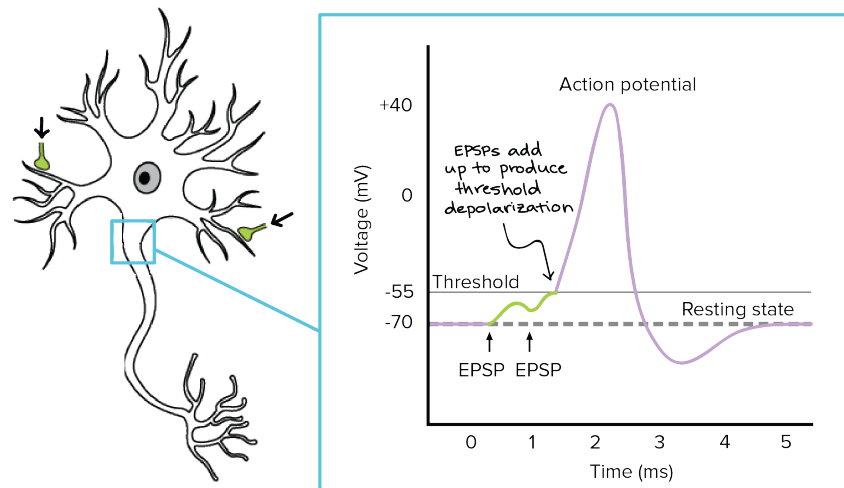 Action potential
+40
EPSPs add
up to produce
threshold
depolarization
0
Voltage (mV)
Threshold
-55
Resting state
-70
EPSP EPSP
0 1 2 3 4 5
Time (ms)